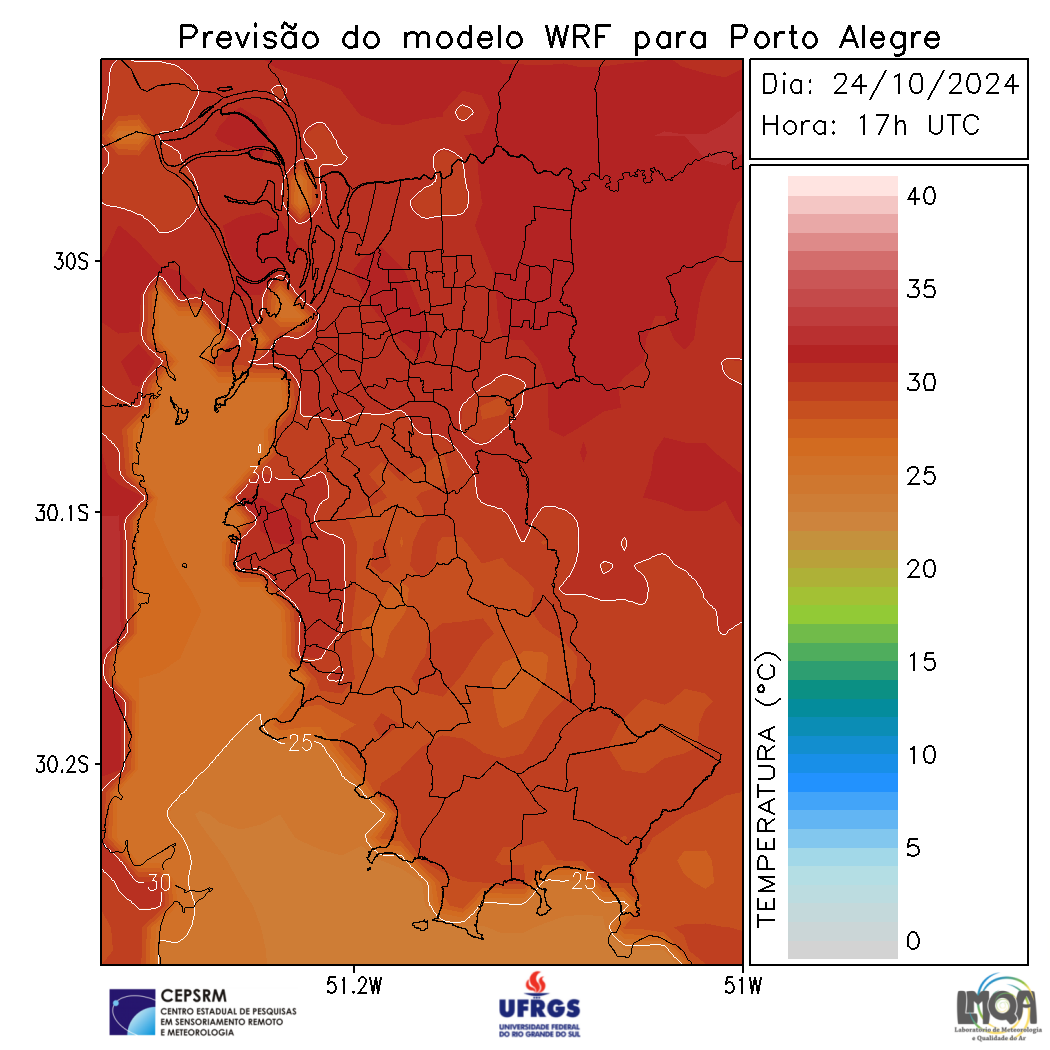 Previsão do modelo WRF para Porto Alegre
Dia: 24/10/2024
Hora: 17h UTC
40
35
30
25
20
15
10
5
0
TEMPERATURA (°C)
30S
30.1S
30.2S
30
25
30
25
51.2W
51W
CEPSRM
CENTRO ESTADUAL DE PESQUISAS
EM SENSORIAMENTO REMOTO
E METEOROLOGIA
UFRGS
UNIVERSIDADE FEDERAL
DO RIO GRANDE DO SUL
LMQA
Laboratório de Meteorologia
e Qualidade do Ar